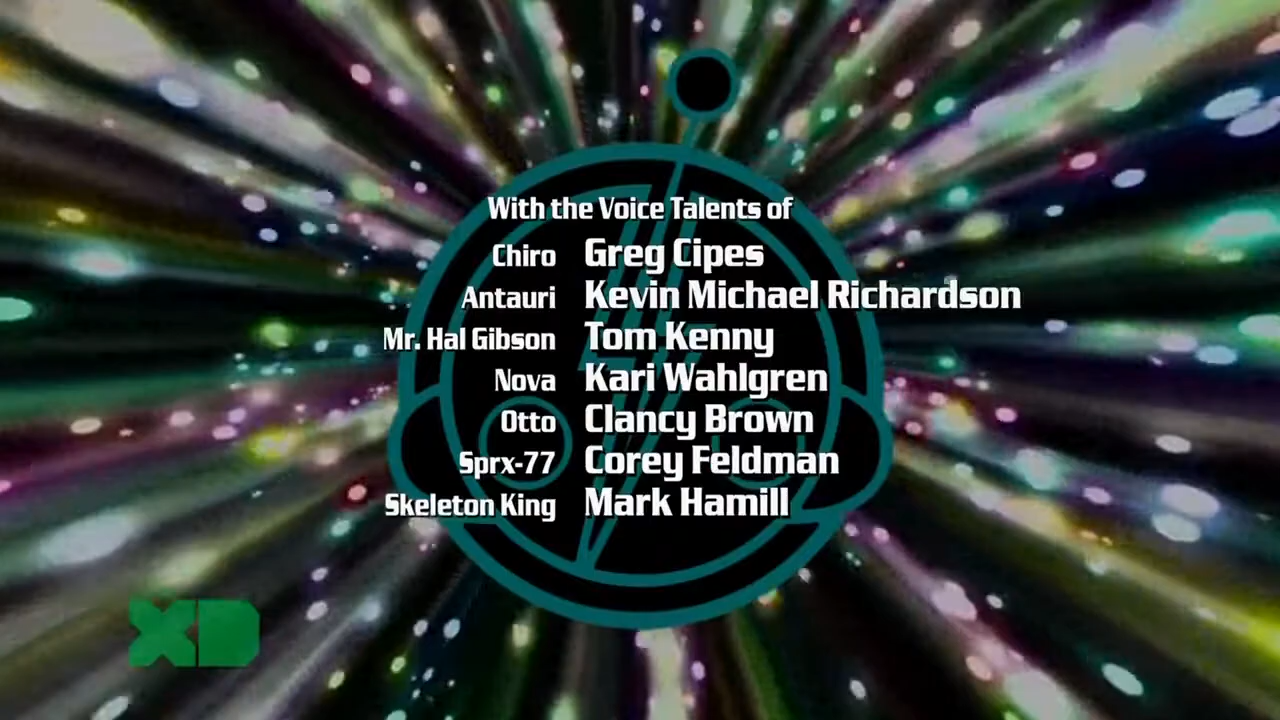 With the Voice Talents of
Chiro Greg Cipes
Antauri Kevin Michael Richardson
Mr. Hal Gibson Tom Kenny
Nova Kari Wahlgren
Otto Clancy Brown
Sprx-77 Corey Feldman
Skeleton King Mark Hamill
XD